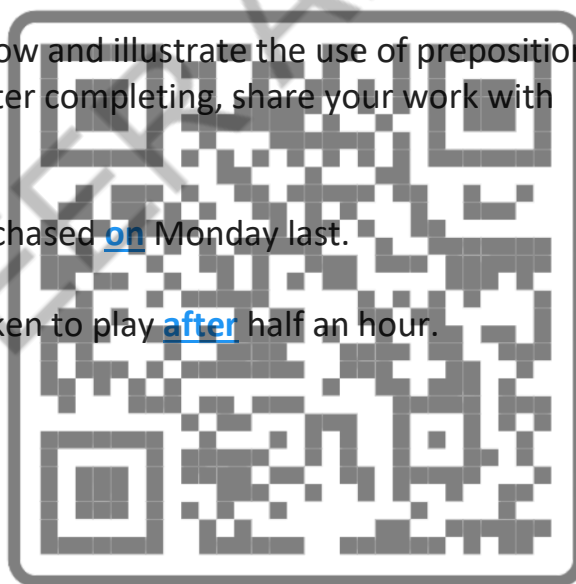 ow and illustrate the use of preposition
ter completing, share your work with
chased on Monday last.
ken to play after half an hour.